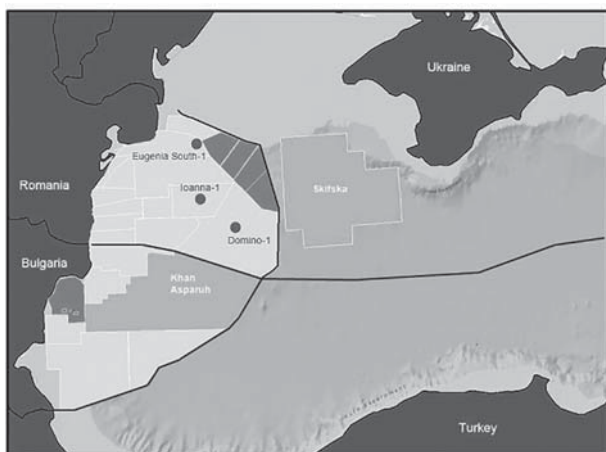 Ukraine
Eugenia South-1
Romania
Ioanna-1
Skifska
Domino-1
Bulgaria
Khan
Asparuh
Turkey